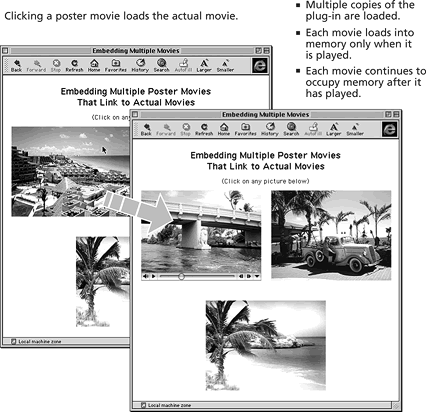 Clicking a poster movie loads the actual movie.
Multiple copies of the
plug-in are loaded.
Each movie loads into
memory only when it
is played.
Each movie continues to
occupy memory after it
has played.
Embedding Multiple Movies
Back Forward Stop Refresh Home Favorites History Search AutoFill Larger Smaller
Embedding Multiple Poster Movies
That Link to Actual Movies
(Click on any
Local machine zone
Embedding Multiple Movies
Back Forward Stop Refresh Home Favorites History Search AutoFill Larger Smaller
Embedding Multiple Poster Movies
That Link to Actual Movies
(Click on any picture below)
Local machine zone